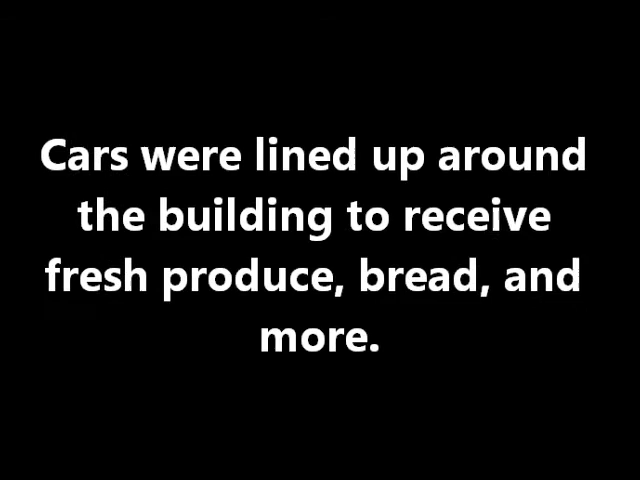 Cars were lined up around
the building to receive
fresh produce, bread, and
more.